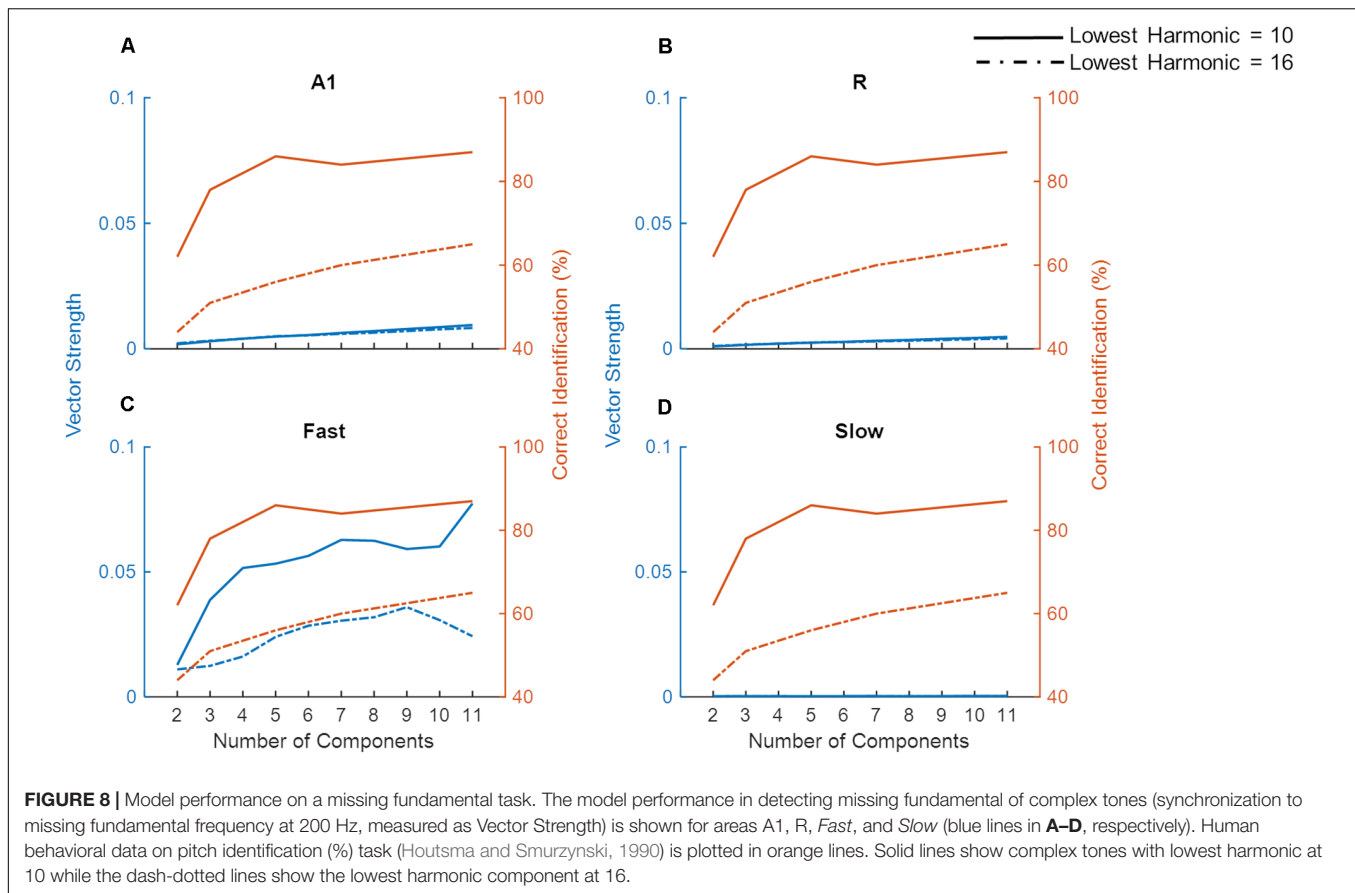 A
B
Lowest Harmonic = 10
Lowest Harmonic = 16
A1
R
0.1
0.05
0
Vector Strength
100
80
60
40
Correct Identification (%)
0.1
0.05
0
Vector Strength
100
80
60
40
Correct Identification (%)
C
D
Fast
Slow
0.1
0.05
0
100
80
60
40
0.1
0.05
0
100
80
60
40
2 3 4 5 6 7 8 9 10 11
Number of Components
2 3 4 5 6 7 8 9 10 11
Number of Components
FIGURE 8 | Model performance on a missing fundamental task. The model performance in detecting missing fundamental of complex tones (synchronization to
missing fundamental frequency at 200 Hz, measured as Vector Strength) is shown for areas A1, R, Fast, and Slow (blue lines in A–D, respectively). Human
behavioral data on pitch identification (%) task (Houtsma and Smurzynski, 1990) is plotted in orange lines. Solid lines show complex tones with lowest harmonic at
10 while the dash-dotted lines show the lowest harmonic component at 16.